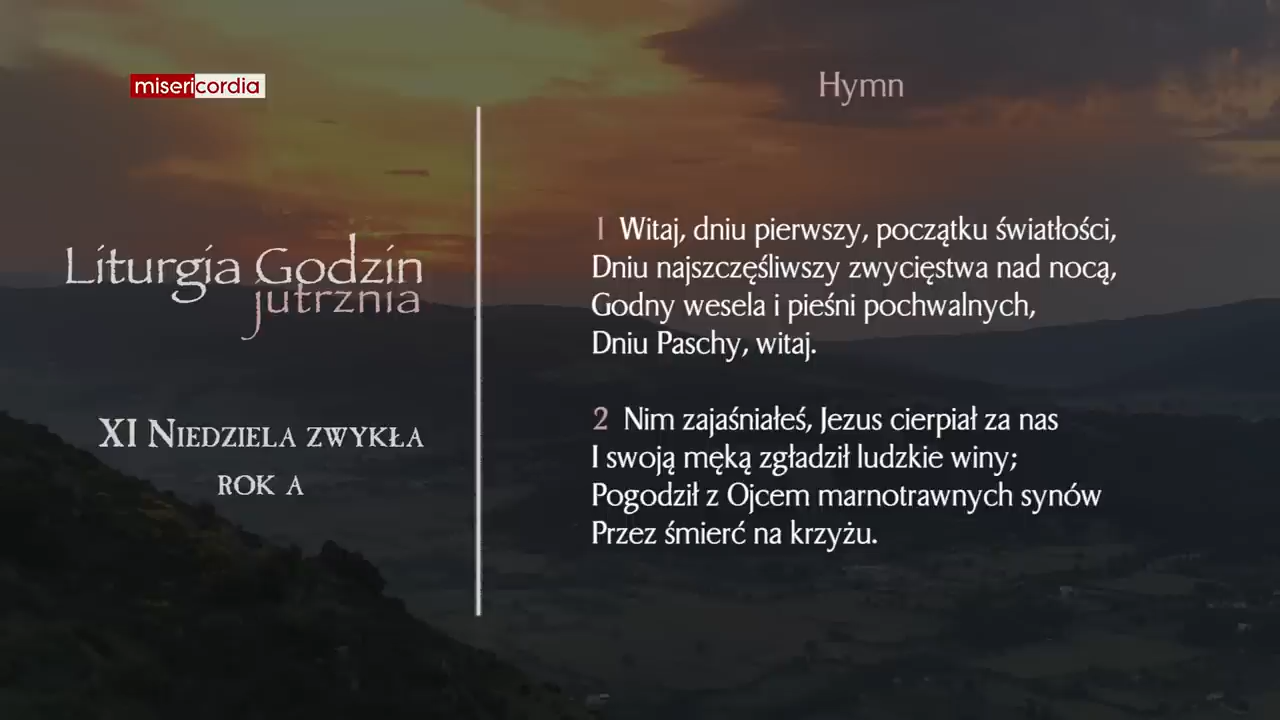 misericordia
Liturgia Godzin
jutrznia
XI Niedziela zwykła
rok A
Hymn
1 Witaj, dniu pierwszy, początku światłości,
Dniu najszczęśliwszy zwycięstwa nad nocą,
Godny wesela i pieśni pochwalnych,
Dniu Paschy, witaj.
2 Nim zajaśniałeś, Jezus cierpiał za nas
I swoją męką zgładził ludzkie winy;
Pogodził z Ojcem marnotrawnych synów
Przez śmierć na krzyżu.